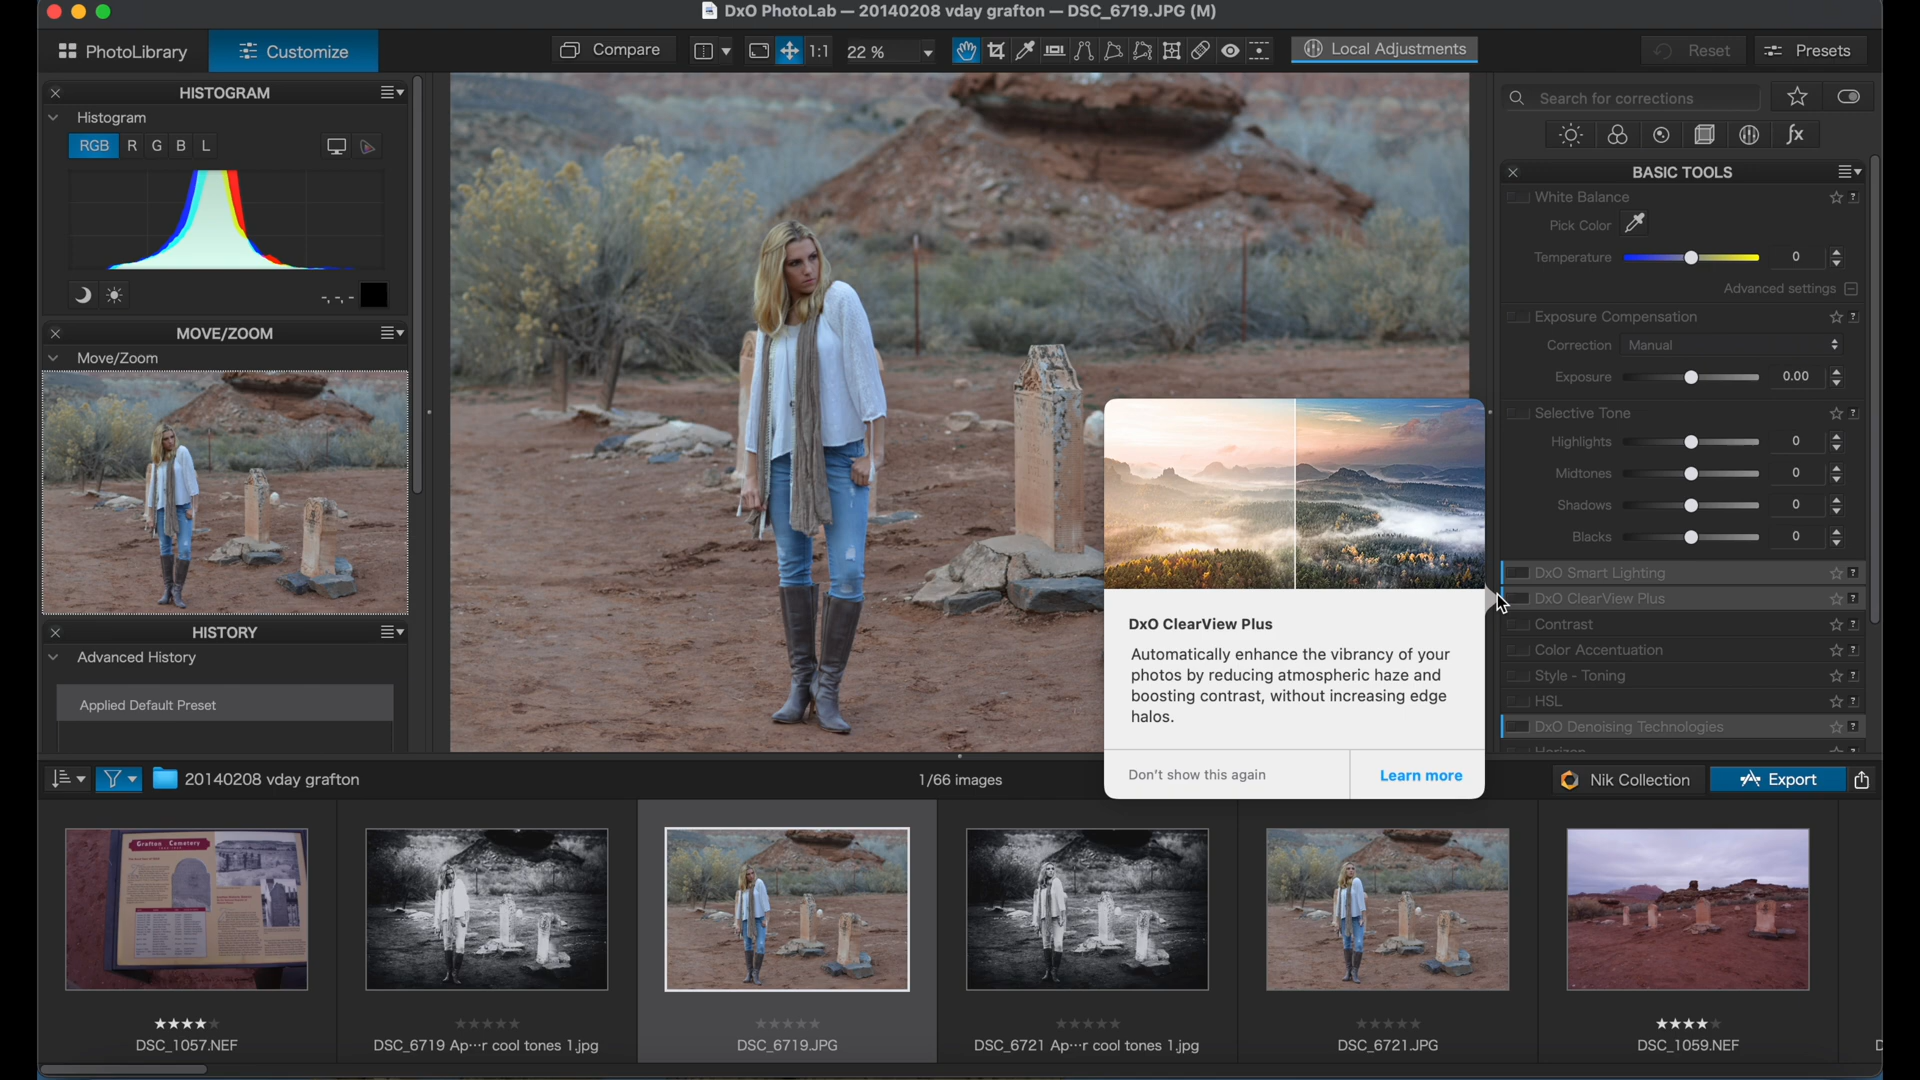 DxO PhotoLab — 20140208 vday grafton — DSC_6719.JPG (M)
PhotoLibrary
Customize
Compare
1:1
22 %
Local Adjustments
Reset
Presets
HISTOGRAM
Histogram
RGB R G B L
-, -, -
MOVE/ZOOM
Move/Zoom
HISTORY
Advanced History
Applied Default Preset
Search for corrections
fx
BASIC TOOLS
White Balance
Pick Color
Temperature 0
Advanced settings
Exposure Compensation
Correction Manual
Exposure 0.00
Selective Tone
Highlights 0
Midtones 0
Shadows 0
Blacks 0
DxO Smart Lighting
DxO ClearView Plus
Contrast
Color Accentuation
Style - Toning
HSL
DxO Denoising Technologies
Horizon
DxO ClearView Plus
Automatically enhance the vibrancy of your
photos by reducing atmospheric haze and
boosting contrast, without increasing edge
halos.
Don't show this again
Learn more
20140208 vday grafton
1/66 images
Nik Collection
Export
Grafton Cemetery
DSC_1057.NEF
DSC_6719 Ap···r cool tones 1.jpg
DSC_6719.JPG
DSC_6721 Ap···r cool tones 1.jpg
DSC_6721.JPG
DSC_1059.NEF